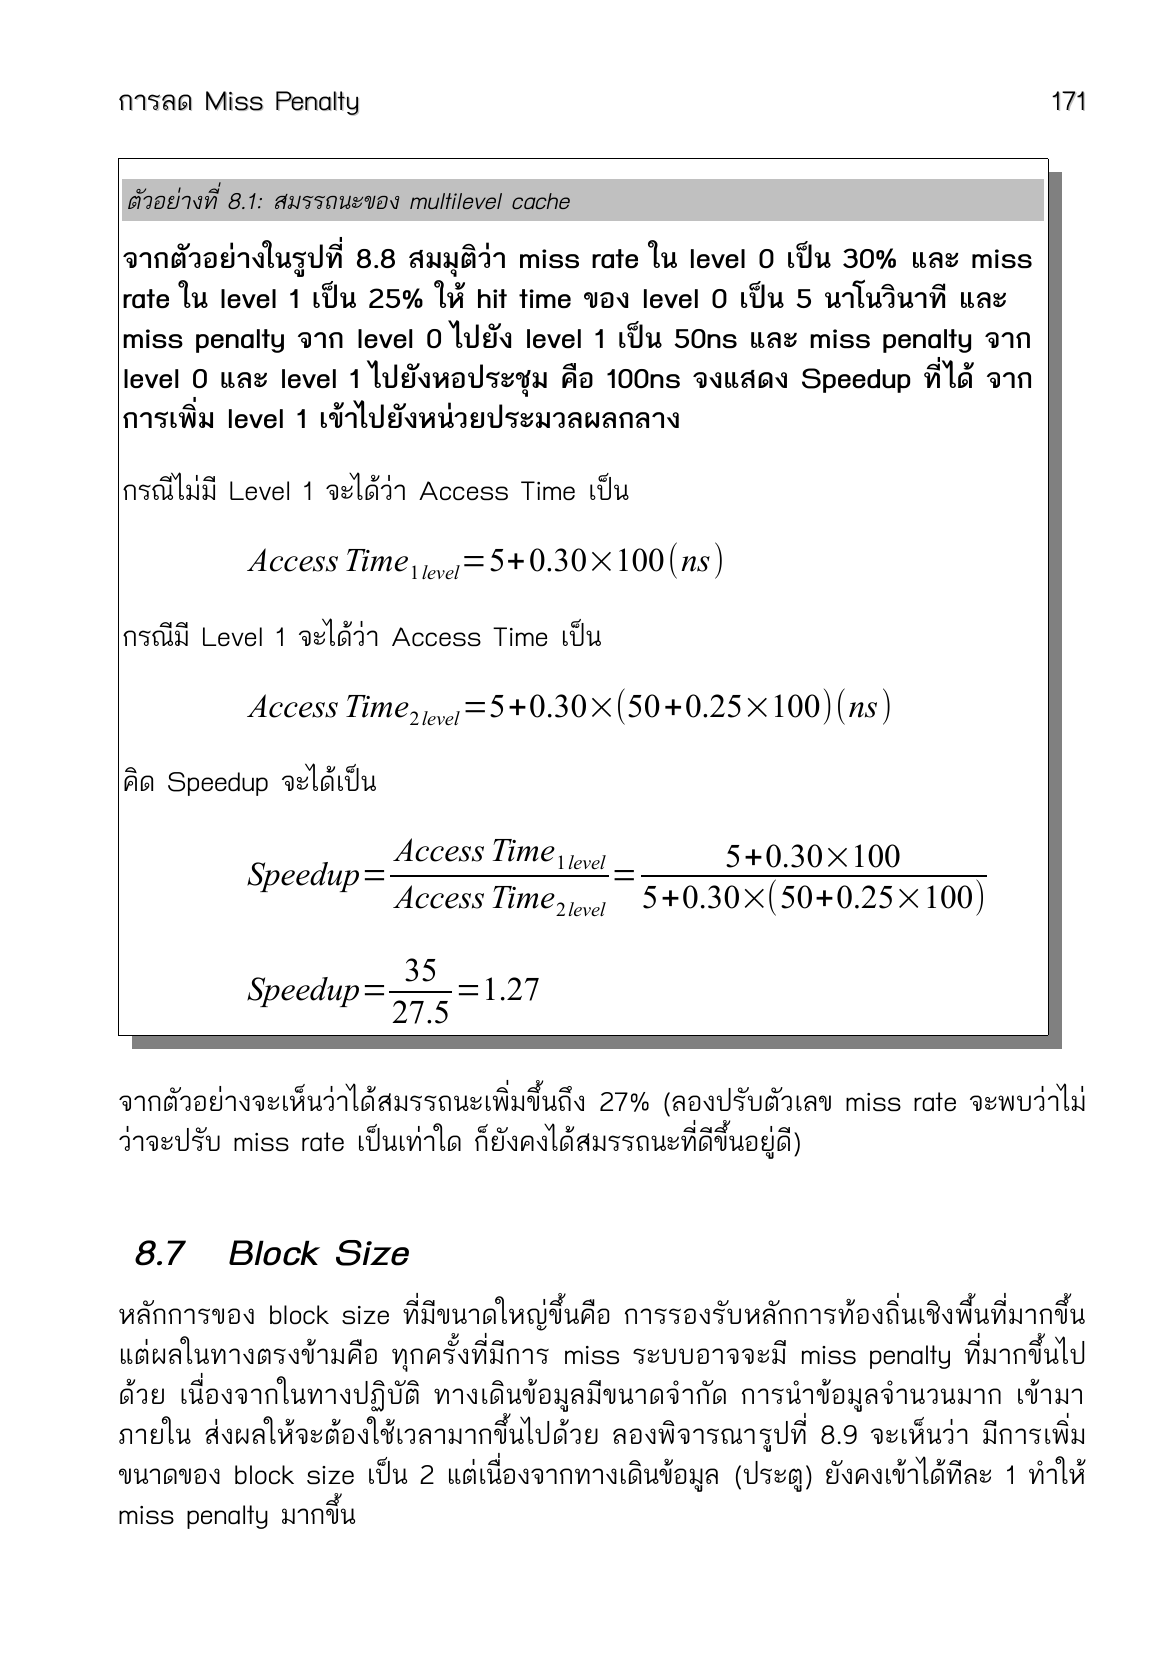 การลด Miss Penalty 171
ตัวอย่างที่ 8.1: สมรรถนะของ multilevel cache
จากตัวอย่างในรูปที่ 8.8 สมมุติว่า miss rate ใน level 0 เป็น 30% และ miss
rate ใน level 1 เป็น 25% ให้ hit time ของ level 0 เป็น 5 นาโนวินาที และ
miss penalty จาก level 0 ไปยัง level 1 เป็น 50ns และ miss penalty จาก
level 0 และ level 1 ไปยังหอประชุม คือ 100ns จงแสดง Speedup ที่ได้ จาก
การเพิ่ม level 1 เข้าไปยังหน่วยประมวลผลกลาง
กรณีไม่มี Level 1 จะได้ว่า Access Time เป็น
Access Time1 level=5+0.30×100(ns)
กรณีมี Level 1 จะได้ว่า Access Time เป็น
Access Time2 level=5+0.30×(50+0.25×100)(ns)
คิด Speedup จะได้เป็น
Speedup=Access Time1 level/Access Time2 level=5+0.30×100/5+0.30×(50+0.25×100)
Speedup=35/27.5=1.27
จากตัวอย่างจะเห็นว่าได้สมรรถนะเพิ่มขึ้นถึง 27% (ลองปรับตัวเลข miss rate จะพบว่าไม่
ว่าจะปรับ miss rate เป็นเท่าใด ก็ยังคงได้สมรรถนะที่ดีขึ้นอยู่ดี)
8.7 Block Size
หลักการของ block size ที่มีขนาดใหญ่ขึ้นคือ การรองรับหลักการท้องถิ่นเชิงพื้นที่มากขึ้น
แต่ผลในทางตรงข้ามคือ ทุกครั้งที่มีการ miss ระบบอาจจะมี miss penalty ที่มากขึ้นไป
ด้วย เนื่องจากในทางปฏิบัติ ทางเดินข้อมูลมีขนาดจำกัด การนำข้อมูลจำนวนมาก เข้ามา
ภายใน ส่งผลให้จะต้องใช้เวลามากขึ้นไปด้วย ลองพิจารณารูปที่ 8.9 จะเห็นว่า มีการเพิ่ม
ขนาดของ block size เป็น 2 แต่เนื่องจากทางเดินข้อมูล (ประตู) ยังคงเข้าได้ทีละ 1 ทำให้
miss penalty มากขึ้น